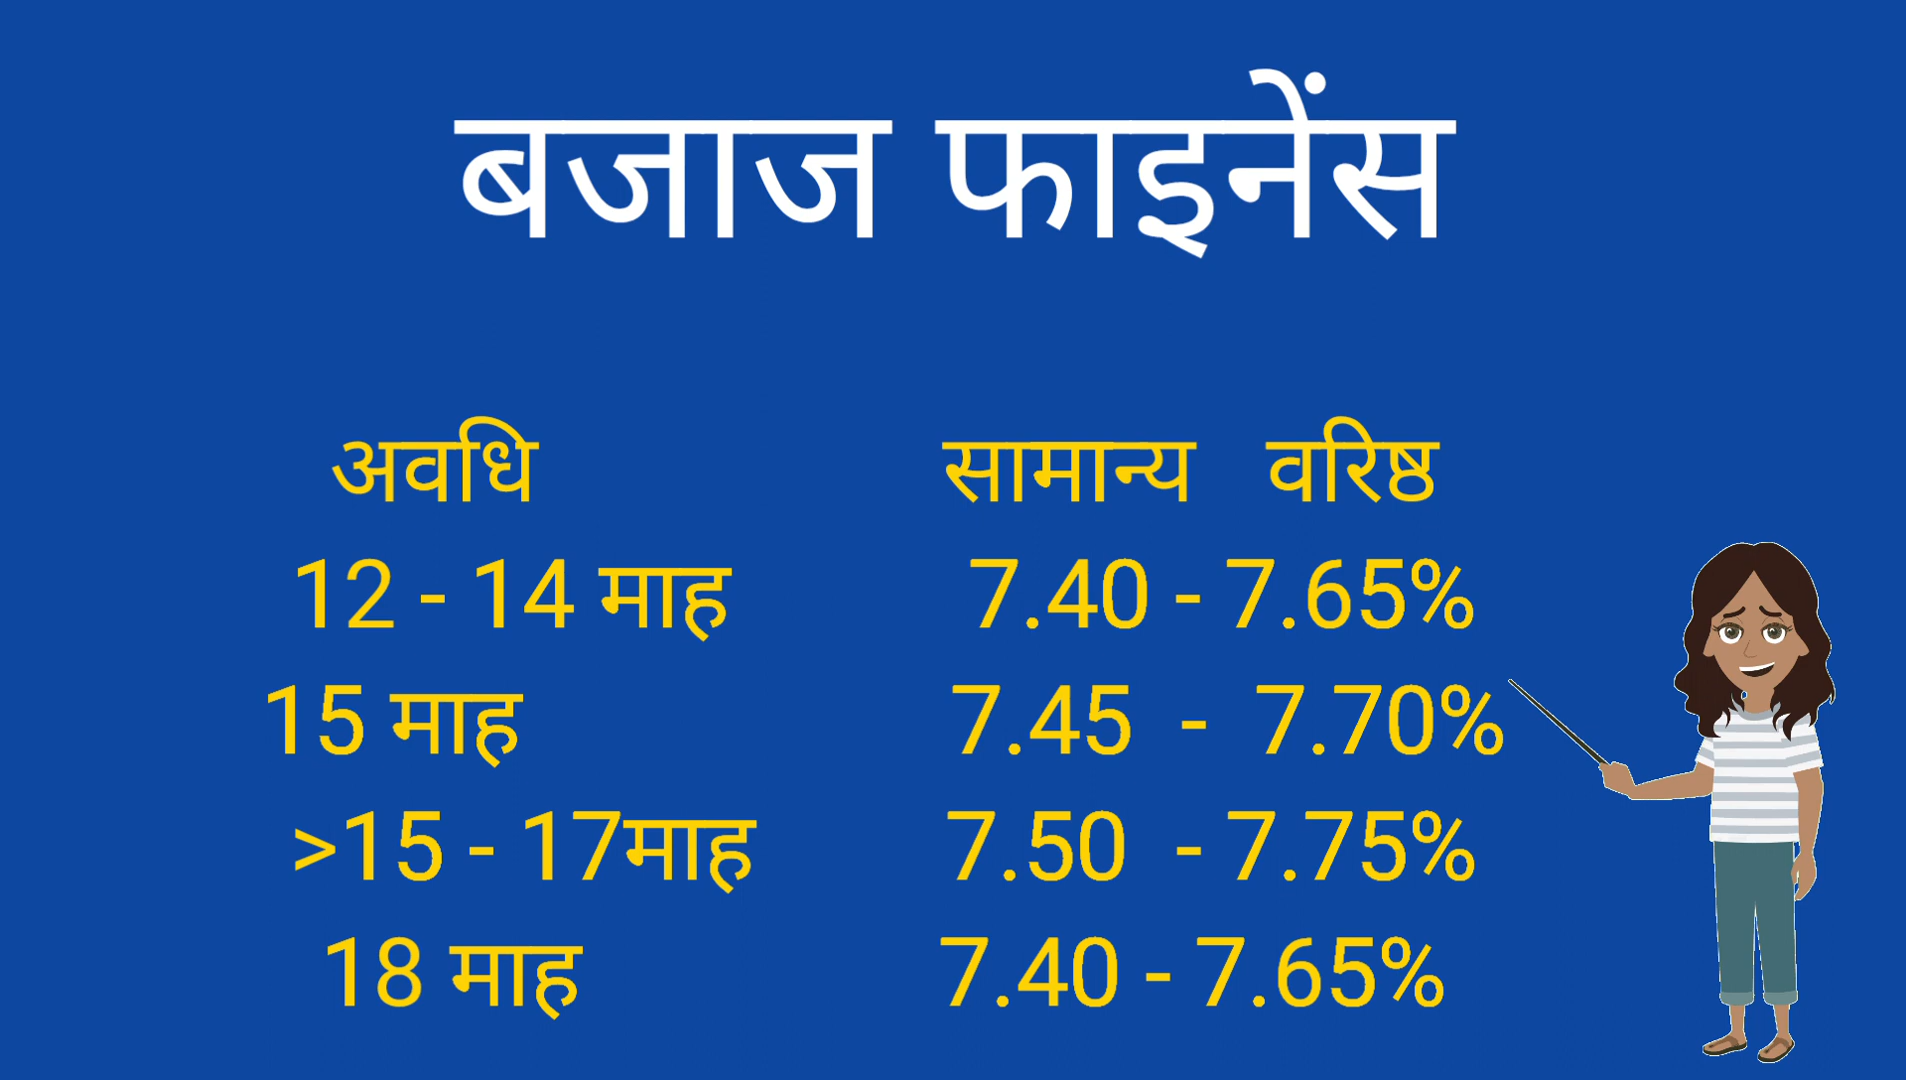 बजाज फाइनेंस
अवधि सामान्य वरिष्ठ
12 - 14 माह 7.40 - 7.65%
15 माह 7.45 - 7.70%
>15 - 17माह 7.50 - 7.75%
18 माह 7.40 - 7.65%